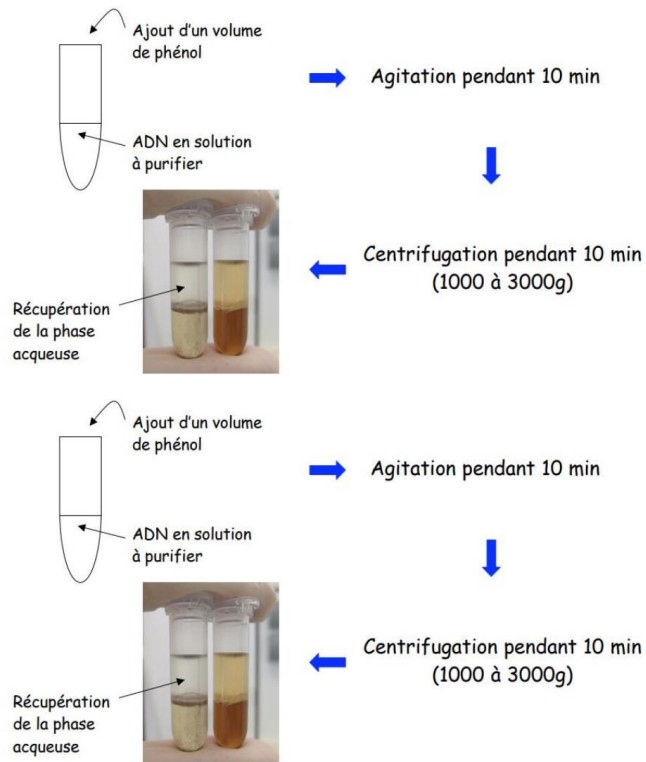 Ajout d'un volume
de phénol
Agitation pendant 10 min
ADN en solution
à purifier
Centrifugation pendant 10 min
(1000 à 3000g)
Récupération
de la phase
acqueuse
Ajout d'un volume
de phénol
Agitation pendant 10 min
ADN en solution
à purifier
Centrifugation pendant 10 min
(1000 à 3000g)
Récupération
de la phase
acqueuse